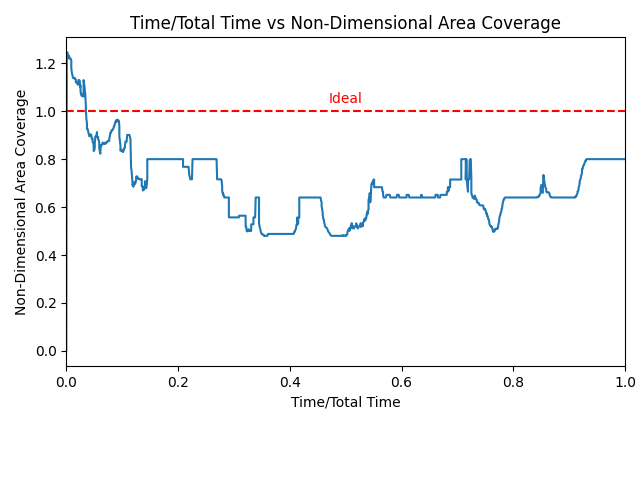 Time/Total Time vs Non-Dimensional Area Coverage
Non-Dimensional Area Coverage
1.2
1.0
0.8
0.6
0.4
0.2
0.0
Ideal
0.0 0.2 0.4 0.6 0.8 1.0
Time/Total Time